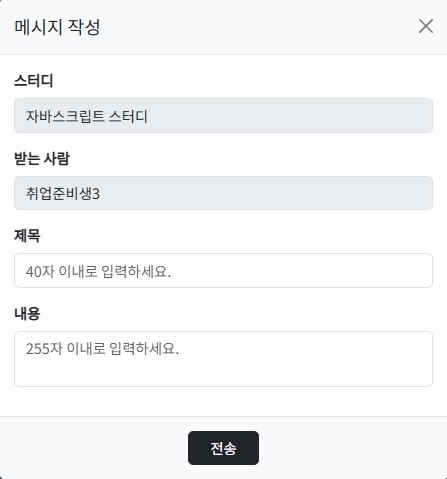 메시지 작성
스터디
자바스크립트 스터디
받는 사람
취업준비생3
제목
40자 이내로 입력하세요.
내용
255자 이내로 입력하세요.
전송